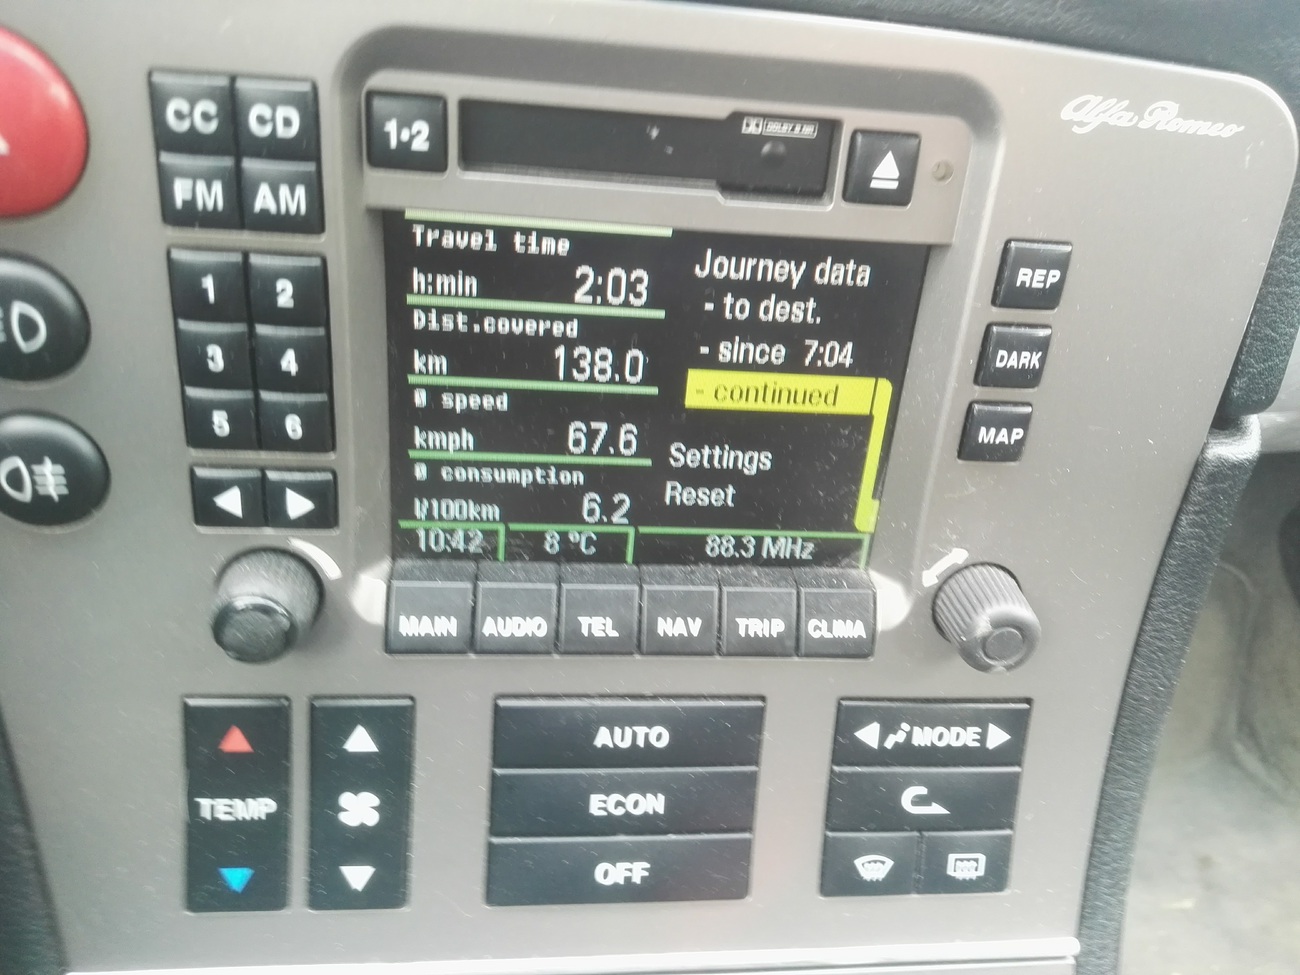 Alfa Romeo
CC CD
FM AM
1•2
1 2
3 4
5 6
Travel time
h:min 2:03
Dist.covered
km 138.0
Ø speed
kmph 67.6
Ø consumption
l/100km 6.2
10:42 8 ºC 88.3 MHz
Journey data
- to dest.
- since 7:04
- continued
Settings
Reset
REP
DARK
MAP
MAIN AUDIO TEL NAV TRIP CLIMA
TEMP
AUTO
ECON
OFF
MODE